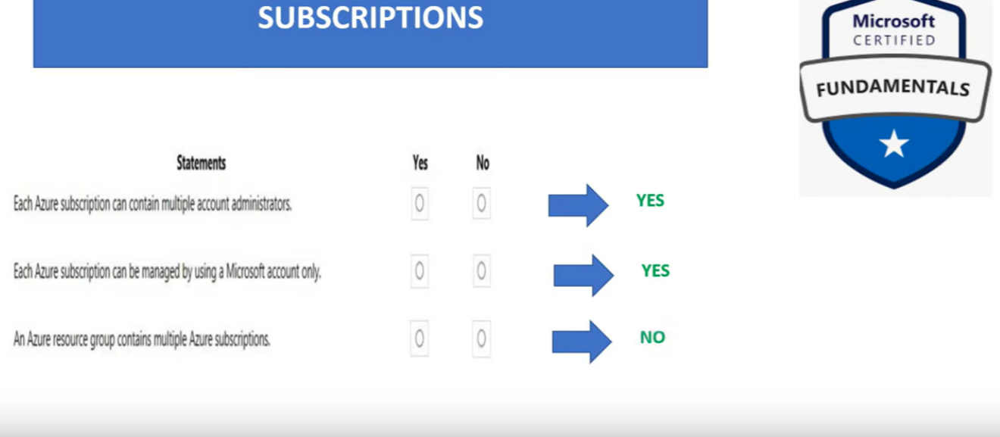 SUBSCRIPTIONS
Microsoft
CERTIFIED
FUNDAMENTALS
Statements Yes No
Each Azure subscription can contain multiple account administrators. YES
Each Azure subscription can be managed by using a Microsoft account only. YES
An Azure resource group contains multiple Azure subscriptions. NO